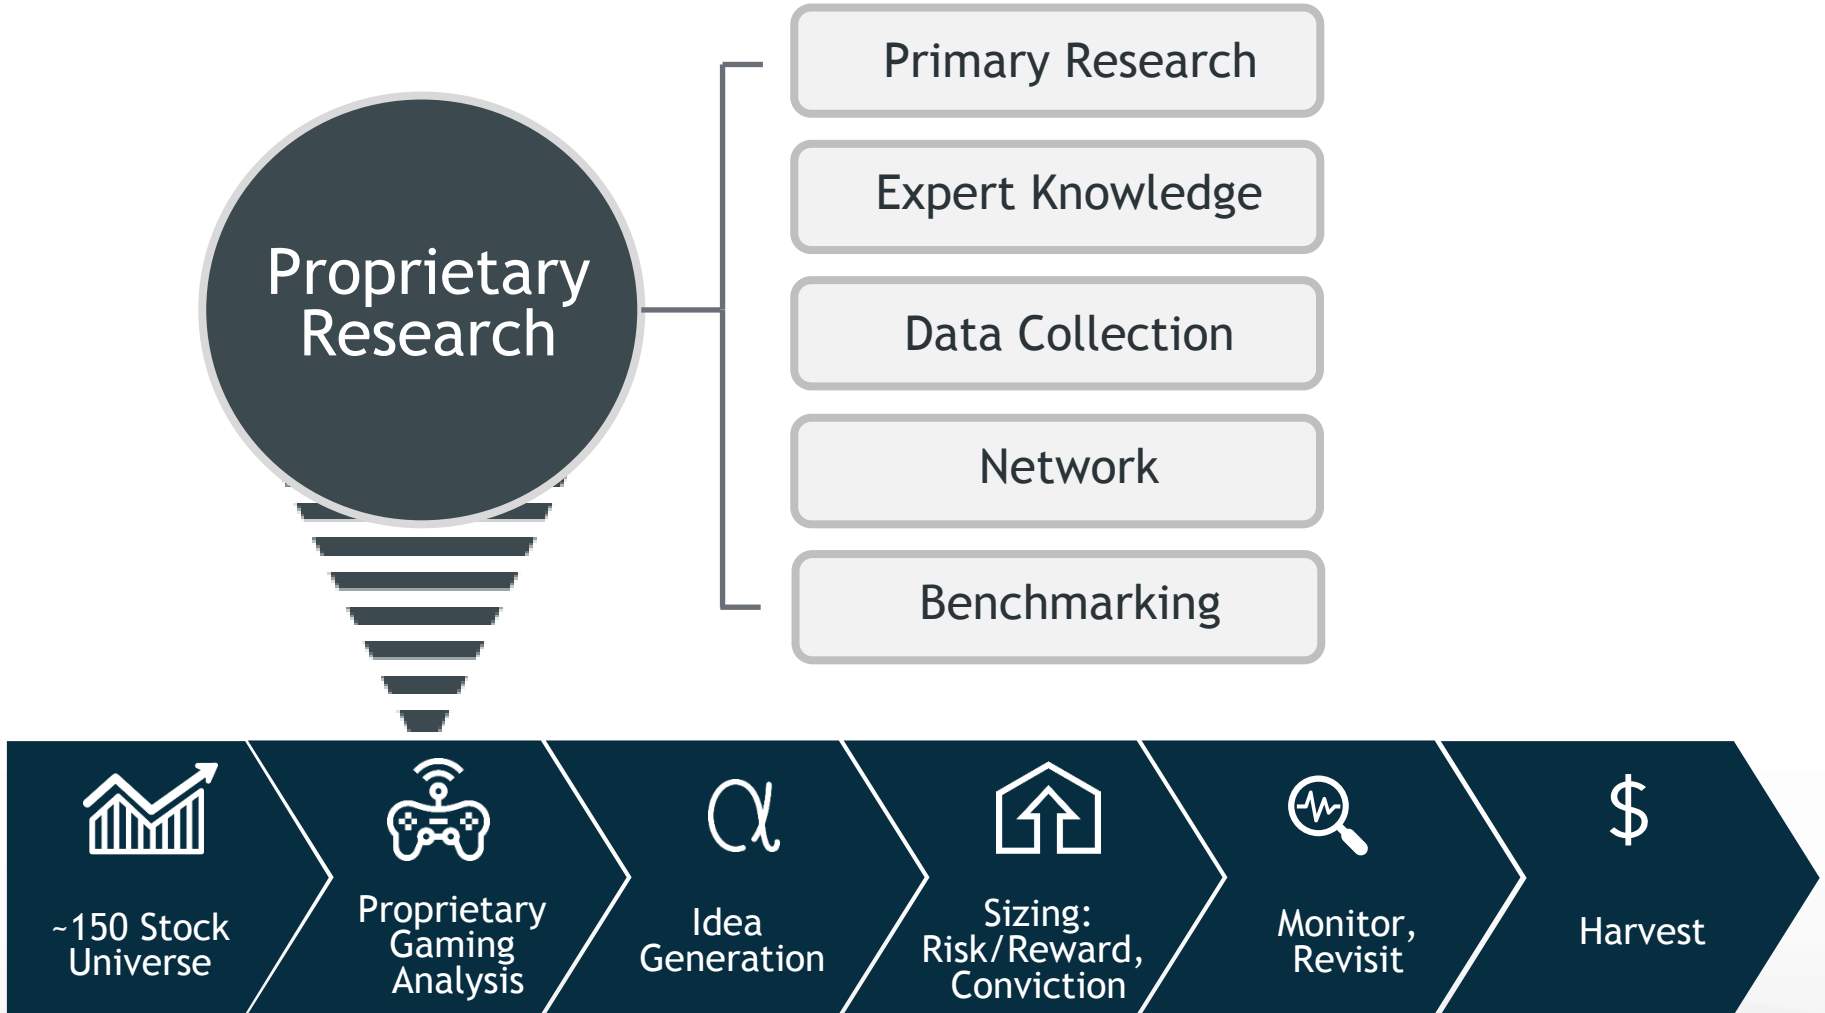 Primary Research
Expert Knowledge
Proprietary
Research
Data Collection
Network
Benchmarking
~150 Stock
Universe
Proprietary
Gaming
Analysis
α
Idea
Generation
Sizing:
Risk/Reward,
Conviction
Monitor,
Revisit
$
Harvest